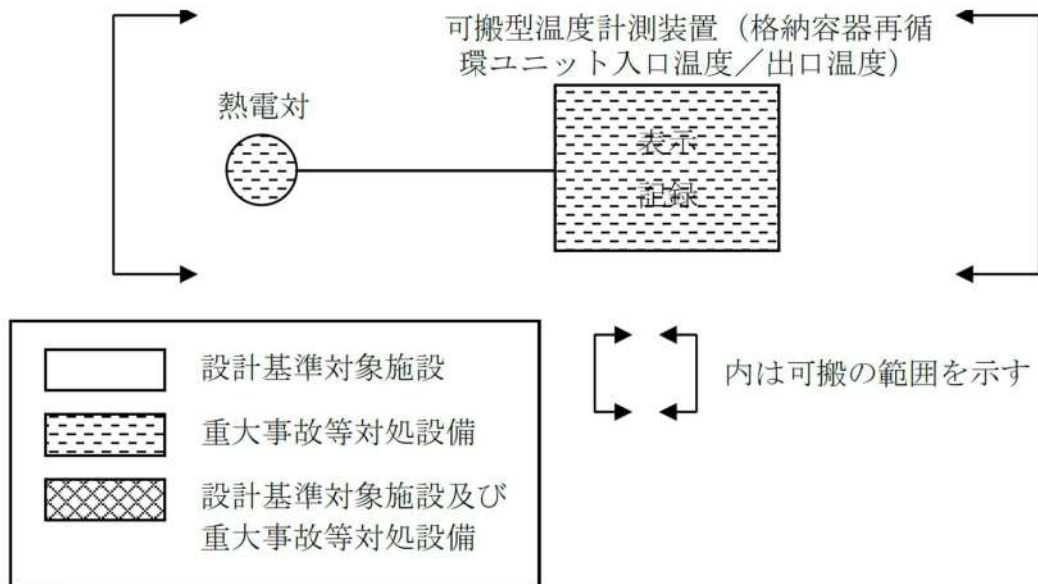 可搬型温度計測装置（格納容器再循
環ユニット入口温度／出口温度）
熱電対
表示
記録
設計基準対象施設
重大事故等対処設備
設計基準対象施設及び
重大事故等対処設備
内は可搬の範囲を示す